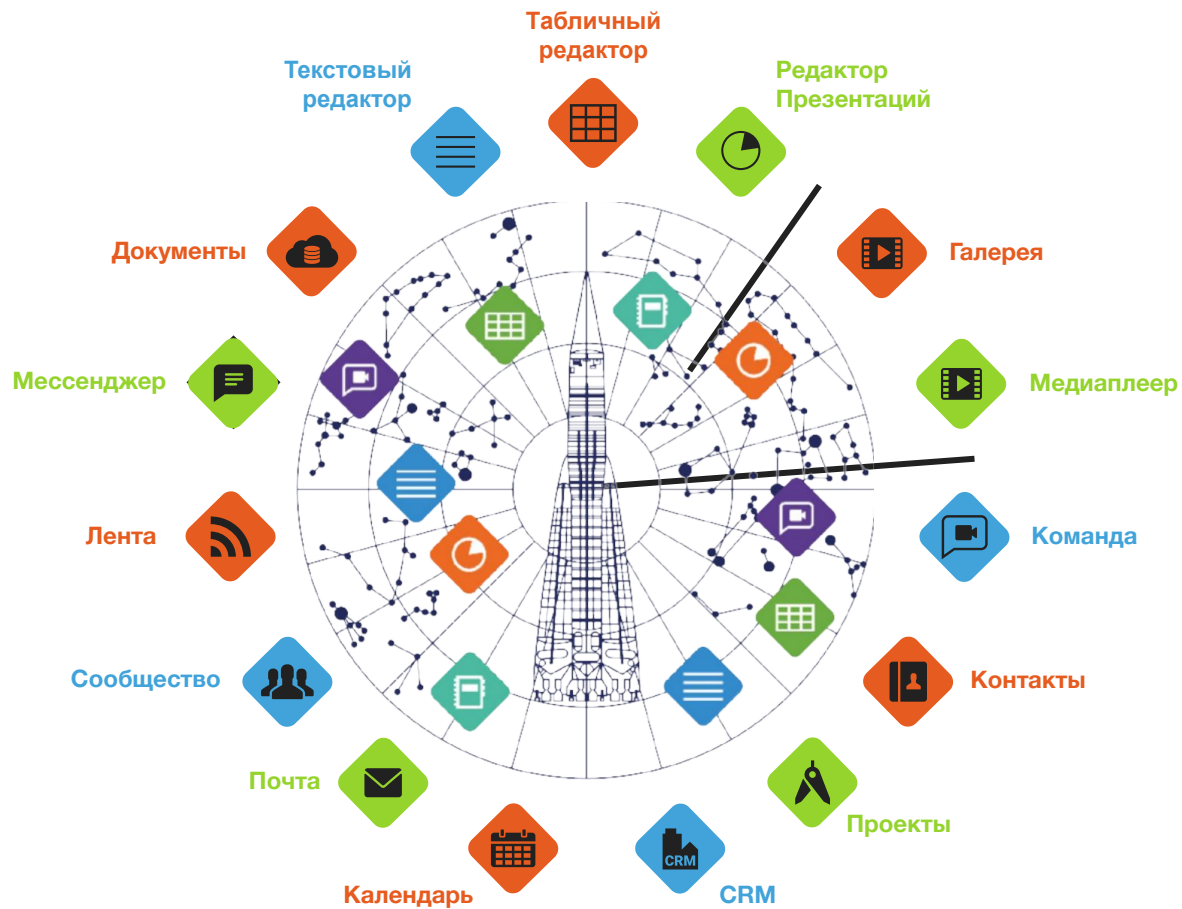 Табличный
редактор
Текстовый
редактор
Редактор
Презентаций
Документы
Галерея
Мессенджер
Медиаплеер
Лента
Команда
Сообщество
Контакты
Почта
Проекты
CRM
Календарь
CRM